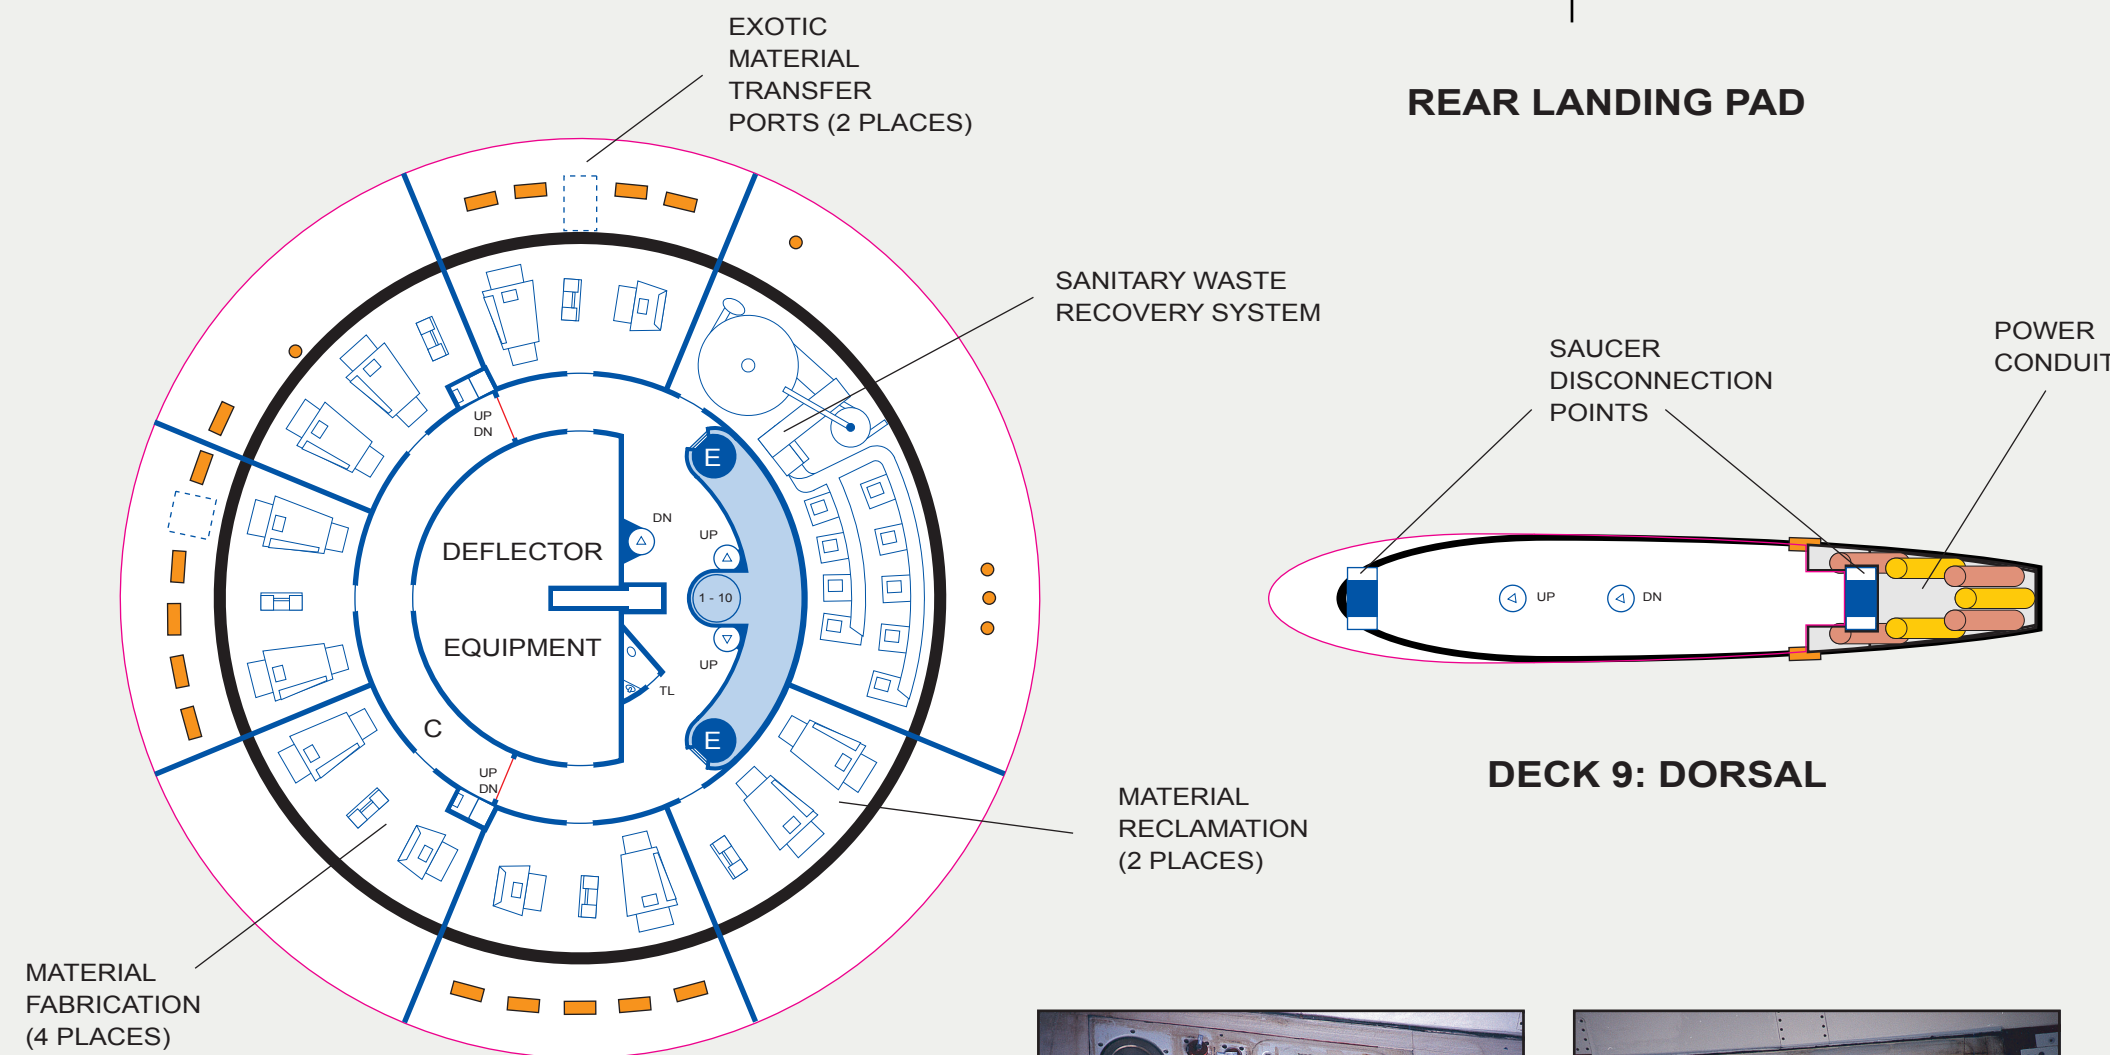 EXOTIC
MATERIAL
TRANSFER
PORTS (2 PLACES)
REAR LANDING PAD
SANITARY WASTE
RECOVERY SYSTEM
SAUCER
DISCONNECTION
POINTS
POWER
CONDUIT
UP
DN
E
DN
UP
DEFLECTOR
1 - 10
EQUIPMENT
UP
TL
C
E
UP
DN
UP
DN
DECK 9: DORSAL
MATERIAL
RECLAMATION
(2 PLACES)
MATERIAL
FABRICATION
(4 PLACES)